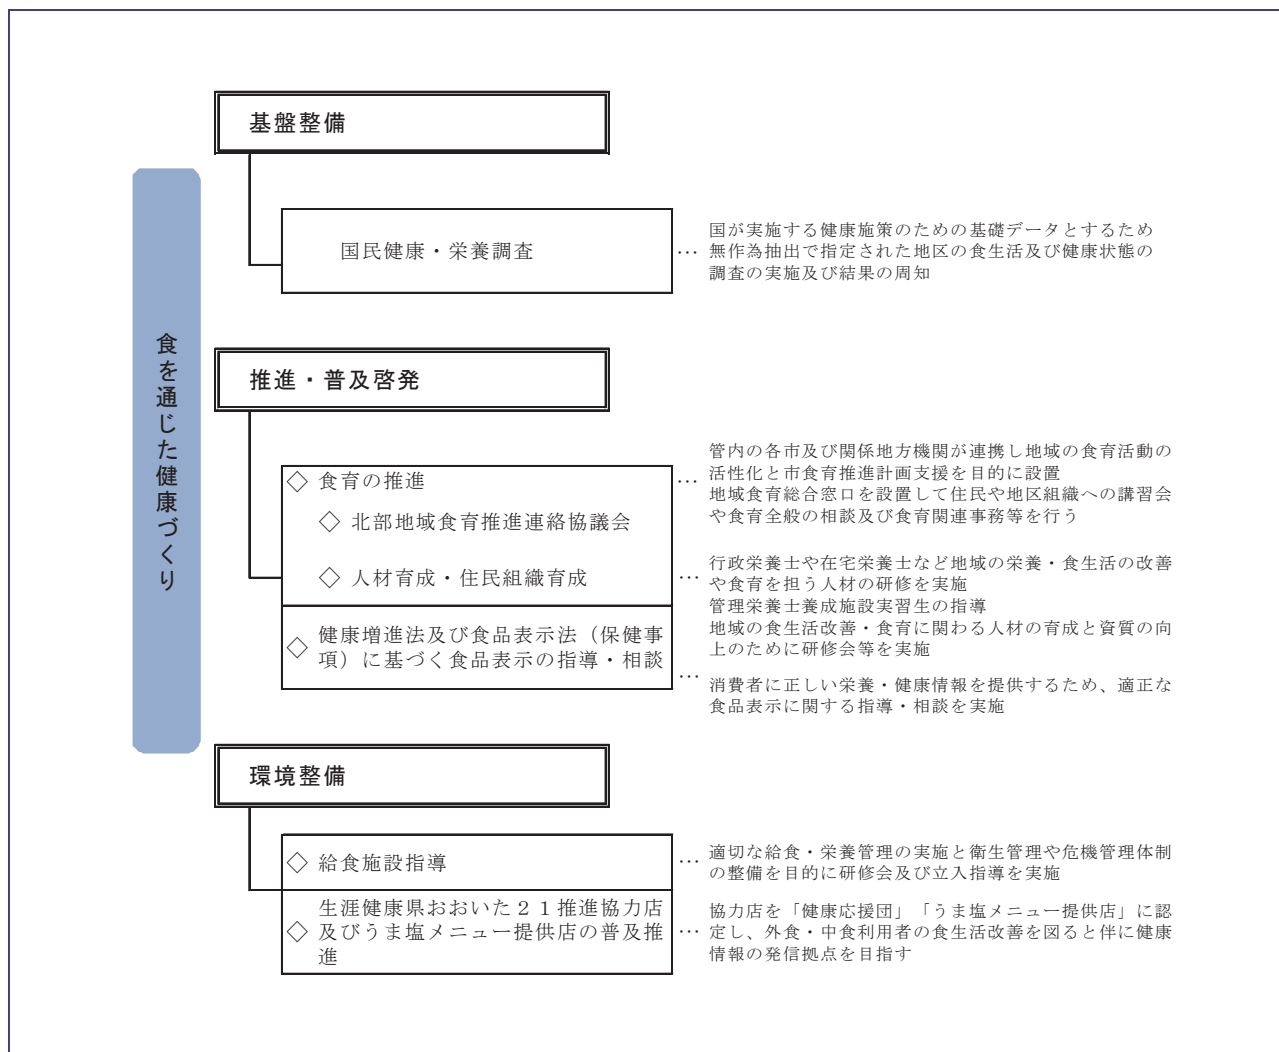 食を通じた健康づくり
基盤整備
国民健康・栄養調査
… 国が実施する健康施策のための基礎データとするため
無作為抽出で指定された地区の食生活及び健康状態の
調査の実施及び結果の周知
推進・普及啓発
◇ 食育の推進
◇ 北部地域食育推進連絡協議会
… 管内の各市及び関係地方機関が連携し地域の食育活動の
活性化と市食育推進計画支援を目的に設置
地域食育総合窓口を設置して住民や地区組織への講習会
や食育全般の相談及び食育関連事務等を行う
◇ 人材育成・住民組織育成
… 行政栄養士や在宅栄養士など地域の栄養・食生活の改善
や食育を担う人材の研修を実施
管理栄養士養成施設実習生の指導
地域の食生活改善・食育に関わる人材の育成と資質の向
上のために研修会等を実施
◇ 健康増進法及び食品表示法（保健事
項）に基づく食品表示の指導・相談
… 消費者に正しい栄養・健康情報を提供するため、適正な
食品表示に関する指導・相談を実施
環境整備
◇ 給食施設指導
… 適切な給食・栄養管理の実施と衛生管理や危機管理体制
の整備を目的に研修会及び立入指導を実施
◇ 生涯健康県おおいた２１推進協力店
及びうま塩メニュー提供店の普及推
進
… 協力店を「健康応援団」「うま塩メニュー提供店」に認
定し、外食・中食利用者の食生活改善を図ると伴に健康
情報の発信拠点を目指す